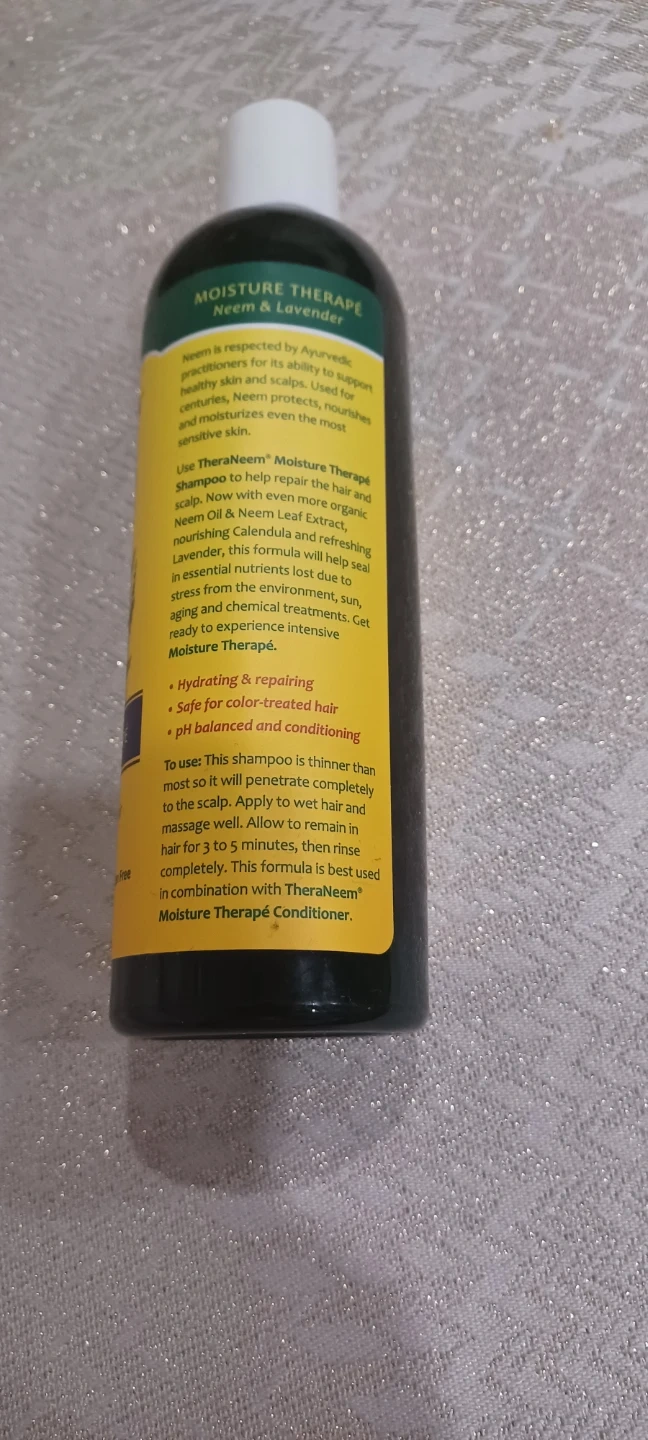 MOISTURE THERAPÉ
Neem & Lavender
Neem is respected by Ayurvedic
practitioners for its ability to support
healthy skin and scalps. Used for
centuries, Neem protects, nourishes
and moisturizes even the most
sensitive skin.
Use TheraNeem® Moisture Therapé
Shampoo to help repair the hair and
scalp. Now with even more organic
Neem Oil & Neem Leaf Extract,
nourishing Calendula and refreshing
Lavender, this formula will help seal
in essential nutrients lost due to
stress from the environment, sun,
aging and chemical treatments. Get
ready to experience intensive
Moisture Therapé.
• Hydrating & repairing
• Safe for color-treated hair
• pH balanced and conditioning
To use: This shampoo is thinner than
most so it will penetrate completely
to the scalp. Apply to wet hair and
massage well. Allow to remain in
hair for 3 to 5 minutes, then rinse
completely. This formula is best used
in combination with TheraNeem®
Moisture Therapé Conditioner.
Free